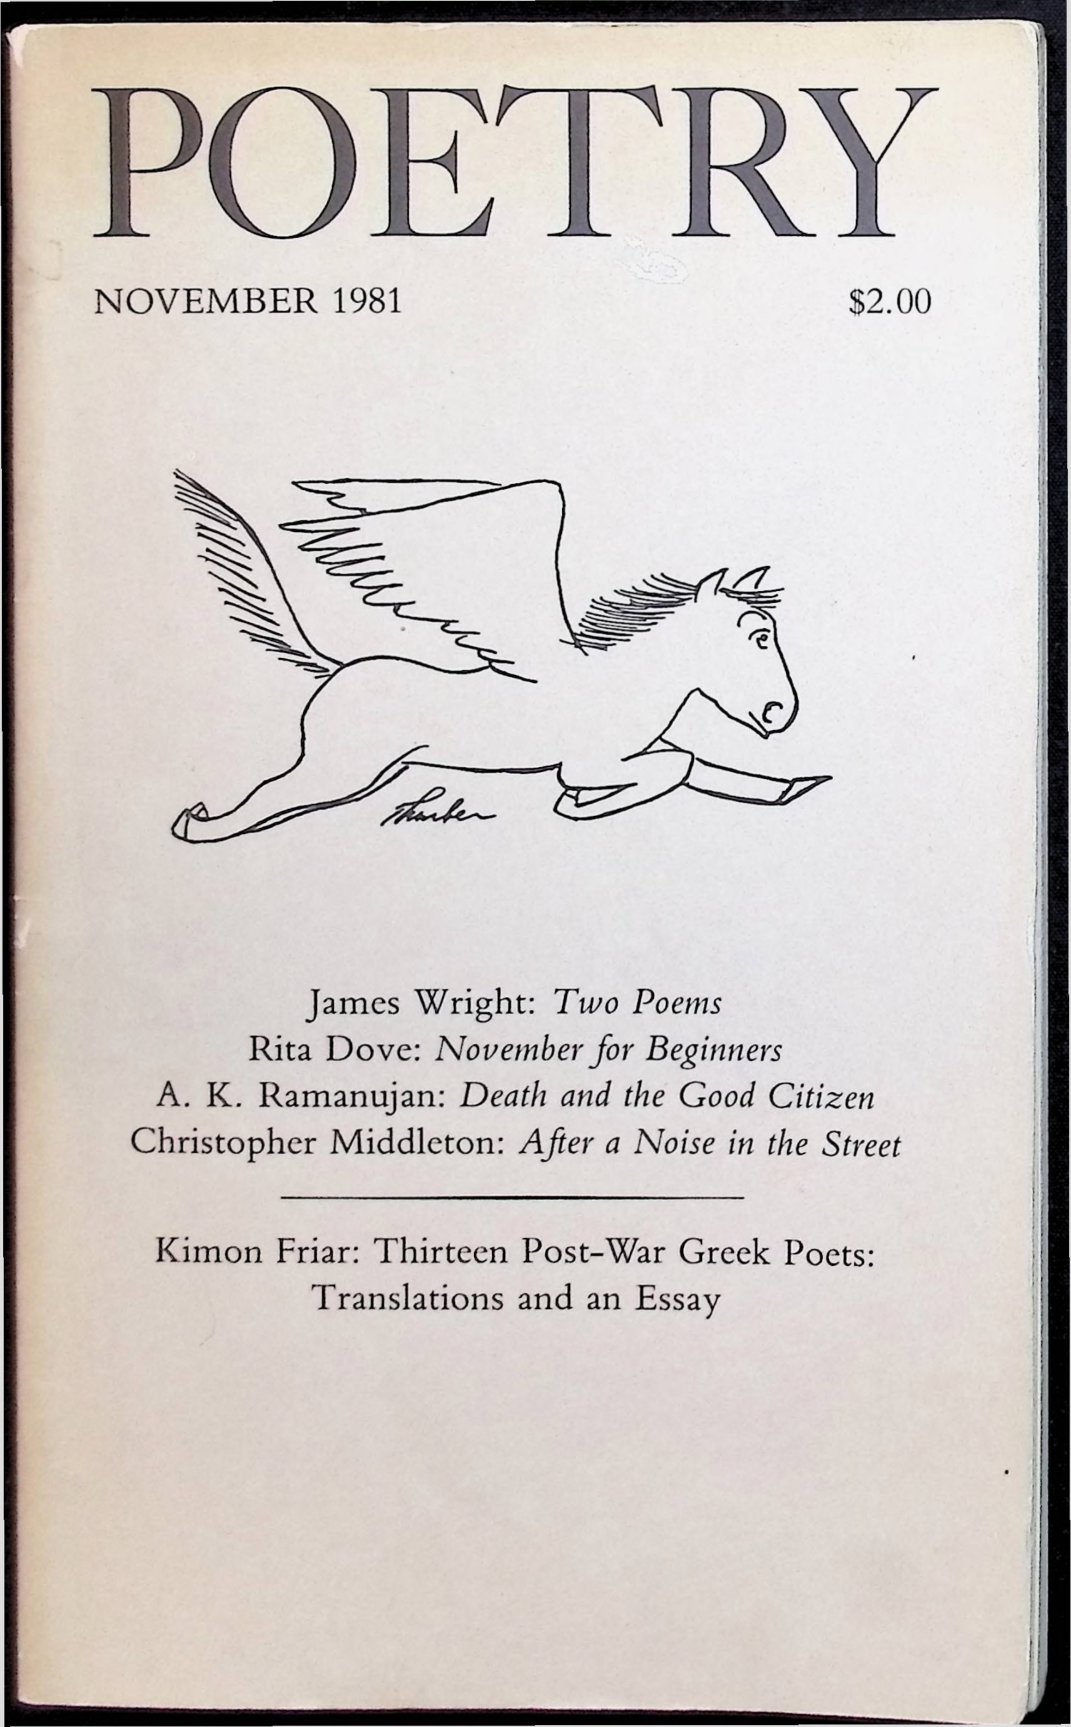 POETRY
NOVEMBER 1981 $2.00
Thurber
James Wright: Two Poems
Rita Dove: November for Beginners
A. K. Ramanujan: Death and the Good Citizen
Christopher Middleton: After a Noise in the Street
Kimon Friar: Thirteen Post-War Greek Poets:
Translations and an Essay